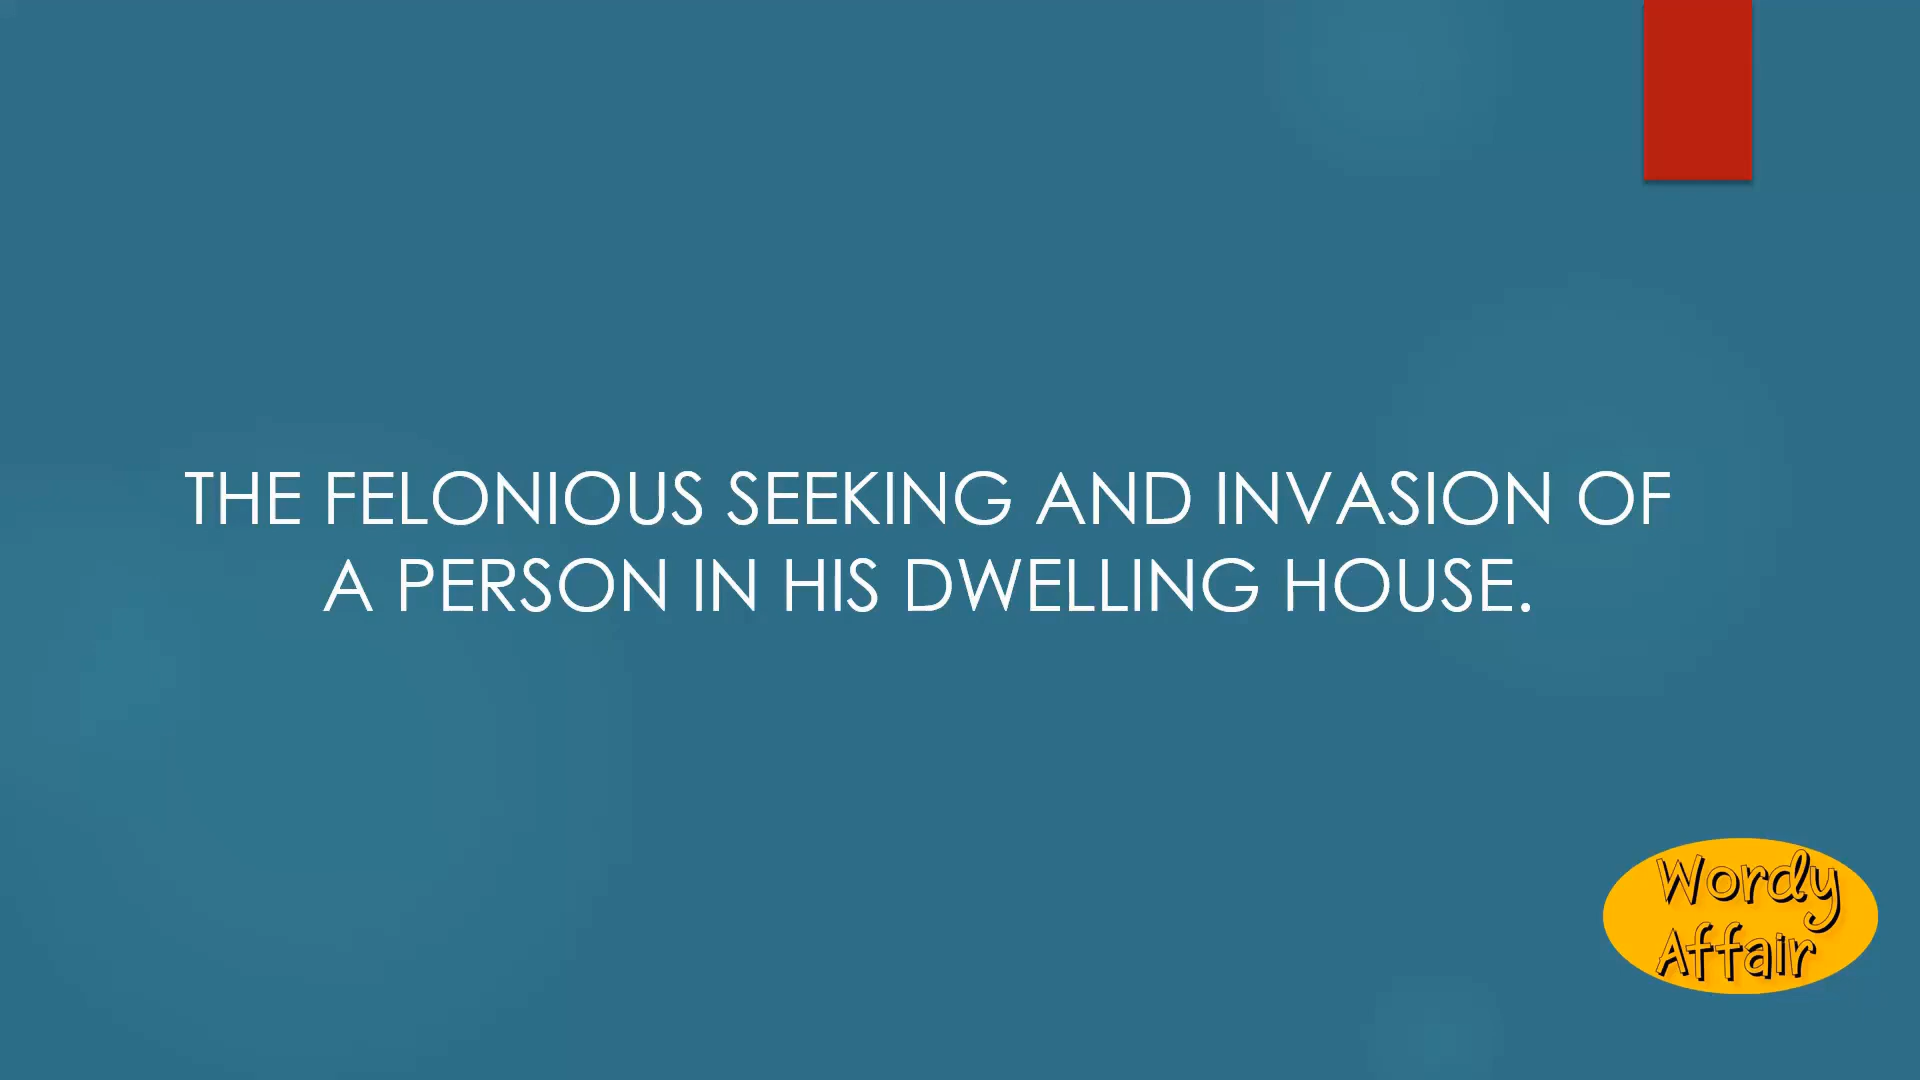 THE FELONIOUS SEEKING AND INVASION OF
A PERSON IN HIS DWELLING HOUSE.
Wordy
Affair